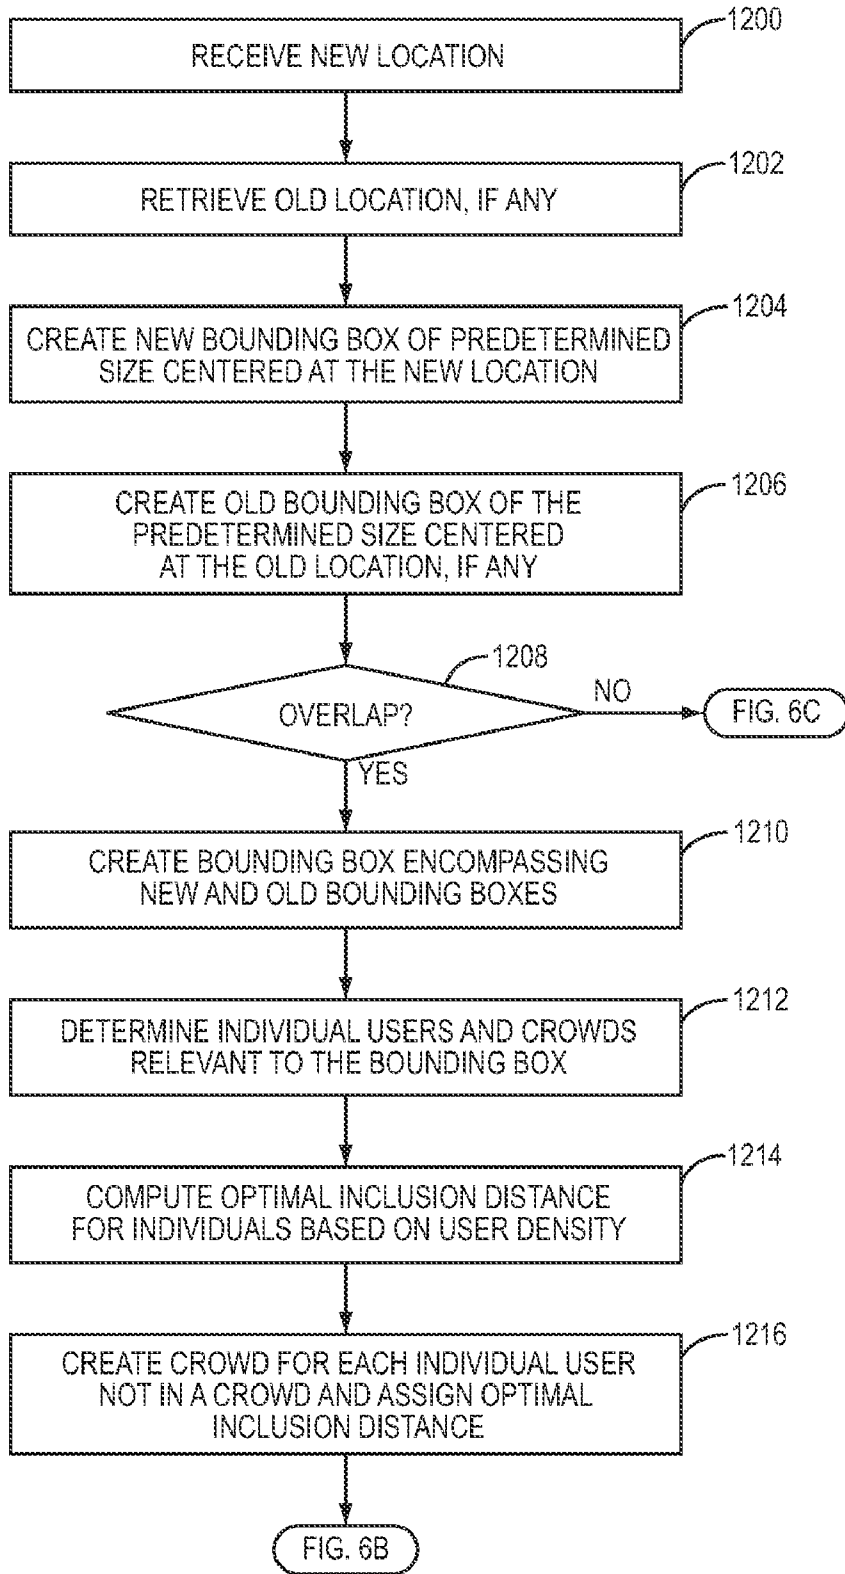 1200
RECEIVE NEW LOCATION
1202
RETRIEVE OLD LOCATION, IF ANY
1204
CREATE NEW BOUNDING BOX OF PREDETERMINED
SIZE CENTERED AT THE NEW LOCATION
1206
CREATE OLD BOUNDING BOX OF THE
PREDETERMINED SIZE CENTERED
AT THE OLD LOCATION, IF ANY
1208
OVERLAP?
NO
FIG. 6C
YES
1210
CREATE BOUNDING BOX ENCOMPASSING
NEW AND OLD BOUNDING BOXES
1212
DETERMINE INDIVIDUAL USERS AND CROWDS
RELEVANT TO THE BOUNDING BOX
1214
COMPUTE OPTIMAL INCLUSION DISTANCE
FOR INDIVIDUALS BASED ON USER DENSITY
1216
CREATE CROWD FOR EACH INDIVIDUAL USER
NOT IN A CROWD AND ASSIGN OPTIMAL
INCLUSION DISTANCE
FIG. 6B